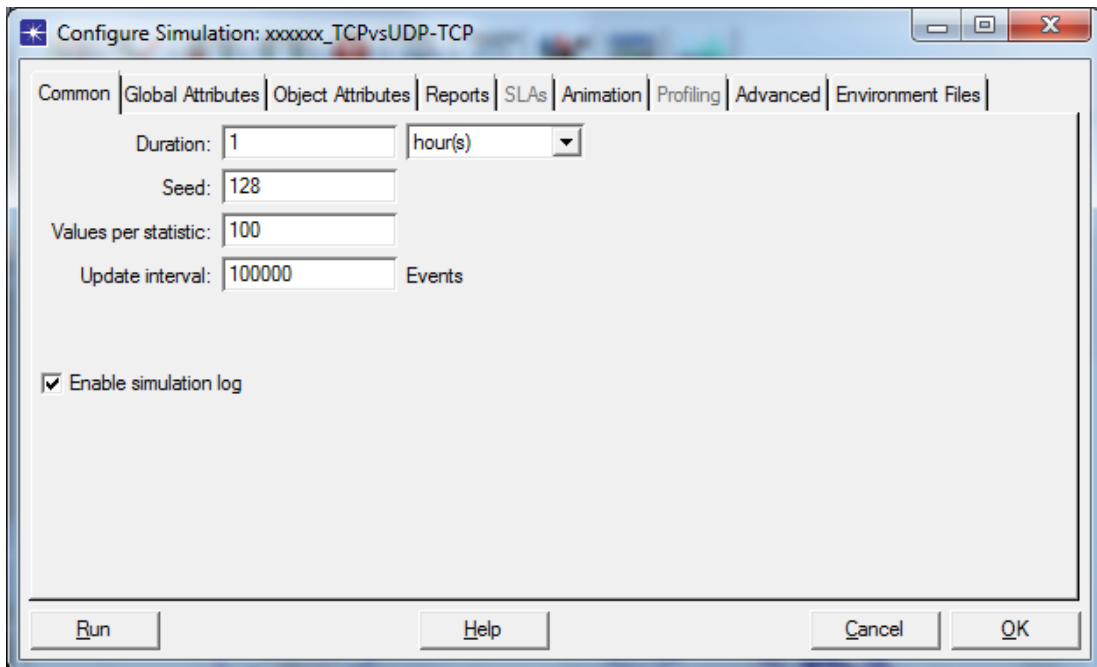 Configure Simulation: xxxxxx_TCPvsUDP-TCP
Common Global Attributes Object Attributes Reports SLAs Animation Profiling Advanced Environment Files
Duration: 1 hour(s)
Seed: 128
Values per statistic: 100
Update interval: 100000 Events
Enable simulation log
Run Help Cancel OK